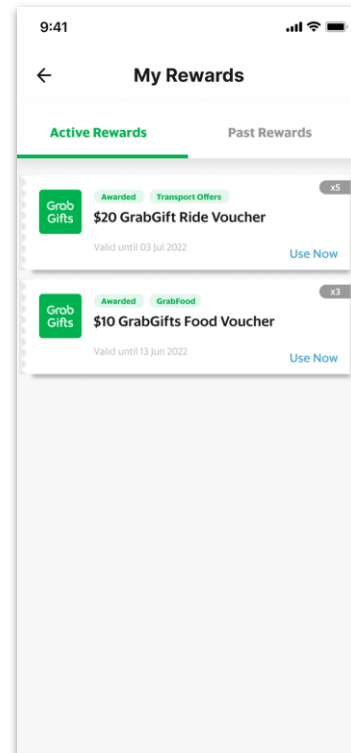 9:41
My Rewards
Active Rewards Past Rewards
x5
Grab Gifts
Awarded Transport Offers
$20 GrabGift Ride Voucher
Valid until 03 Jul 2022
Use Now
x3
Grab Gifts
Awarded GrabFood
$10 GrabGifts Food Voucher
Valid until 13 Jun 2022
Use Now